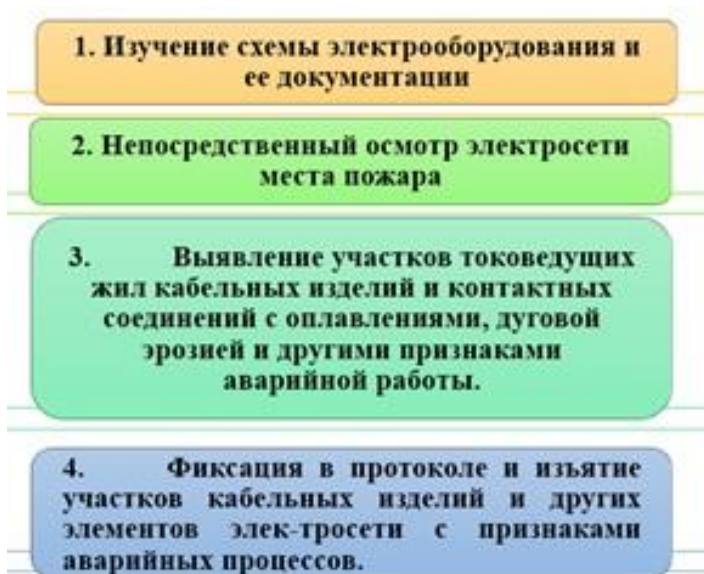 1. Изучение схемы электрооборудования и
ее документации
2. Непосредственный осмотр электросети
места пожара
3. Выявление участков токоведущих
жил кабельных изделий и контактных
соединений с оплавлениями, дуговой
эрозией и другими признаками
аварийной работы.
4. Фиксация в протоколе и изъятие
участков кабельных изделий и других
элементов элек-тросети с признаками
аварийных процессов.